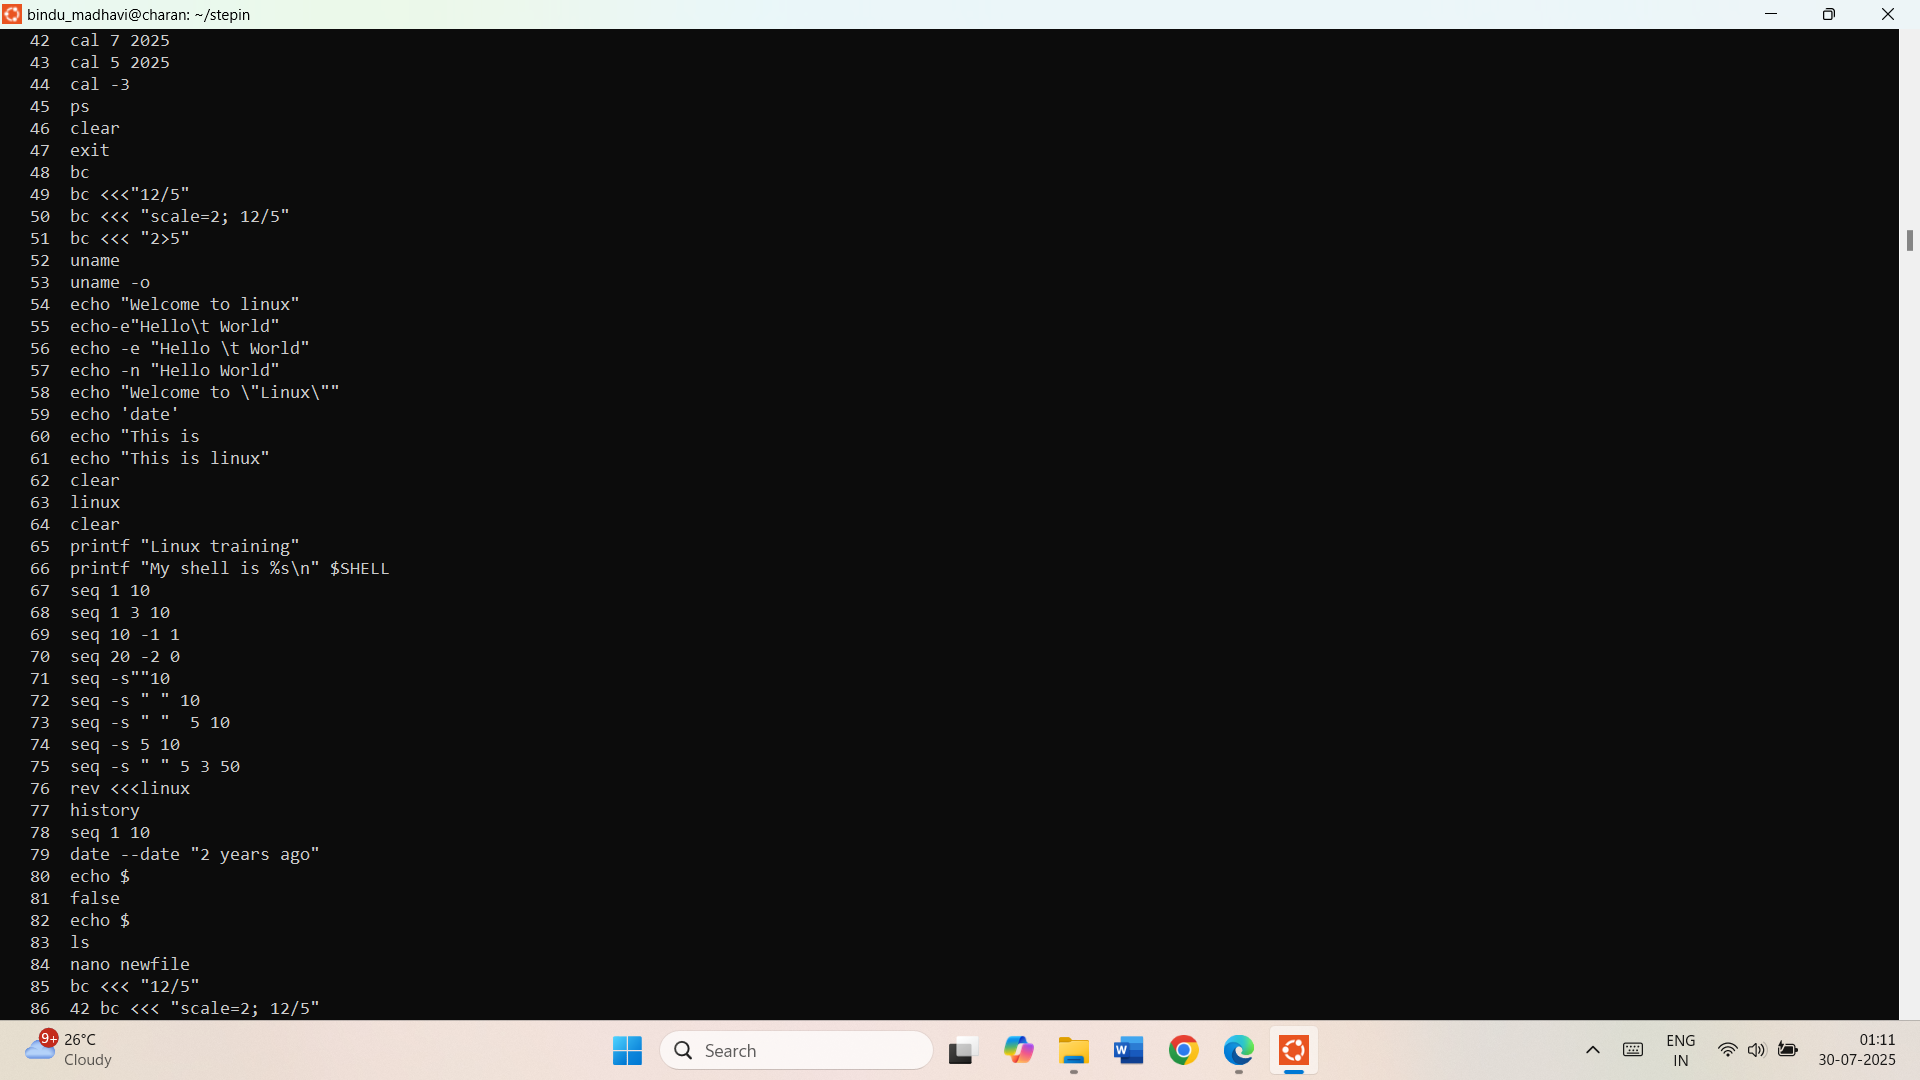 bindu_madhavi@charan: ~/stepin
42 cal 7 2025
43 cal 5 2025
44 cal -3
45 ps
46 clear
47 exit
48 bc
49 bc <<<"12/5"
50 bc <<< "scale=2; 12/5"
51 bc <<< "2>5"
52 uname
53 uname -o
54 echo "Welcome to linux"
55 echo-e"Hello\t World"
56 echo -e "Hello \t World"
57 echo -n "Hello World"
58 echo "Welcome to \"Linux\""
59 echo 'date'
60 echo "This is
61 echo "This is linux"
62 clear
63 linux
64 clear
65 printf "Linux training"
66 printf "My shell is %s\n" $SHELL
67 seq 1 10
68 seq 1 3 10
69 seq 10 -1 1
70 seq 20 -2 0
71 seq -s""10
72 seq -s " " 10
73 seq -s " "  5 10
74 seq -s 5 10
75 seq -s " " 5 3 50
76 rev <<<linux
77 history
78 seq 1 10
79 date --date "2 years ago"
80 echo $
81 false
82 echo $
83 ls
84 nano newfile
85 bc <<< "12/5"
86 42 bc <<< "scale=2; 12/5"
9+
26°C
Cloudy
Search
W
ENG
IN
01:11
30-07-2025